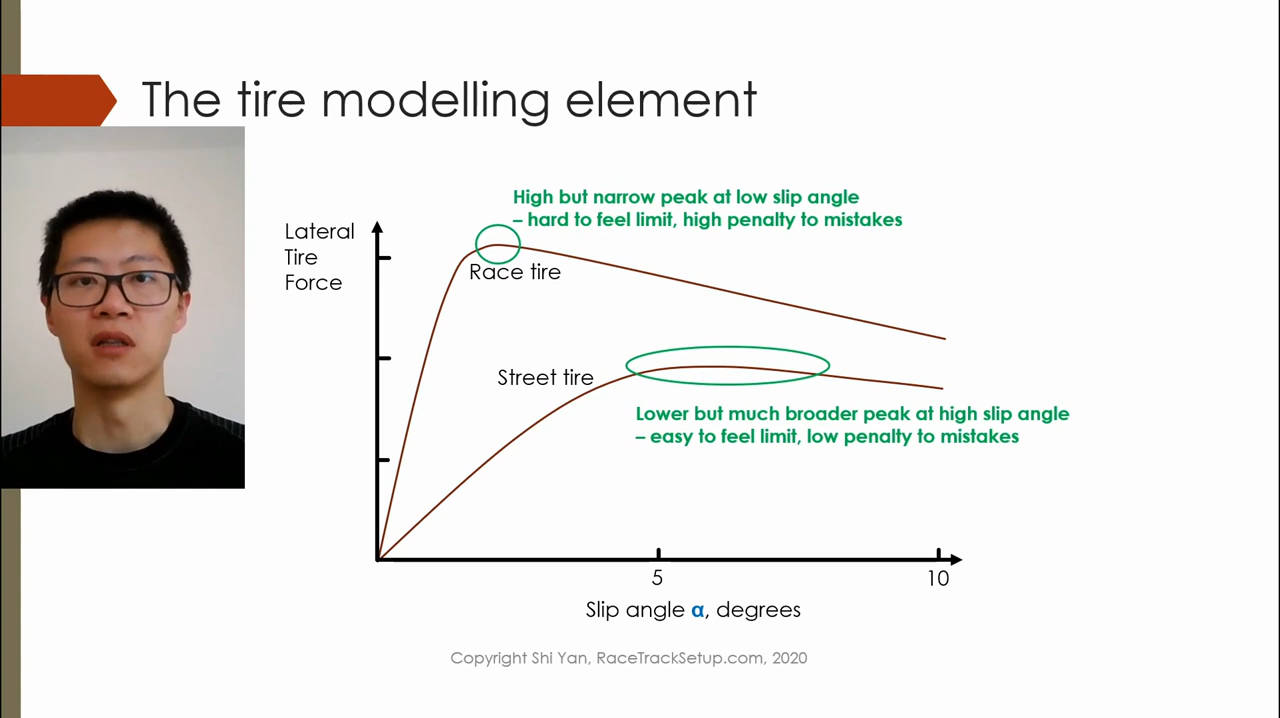 The tire modelling element
High but narrow peak at low slip angle
– hard to feel limit, high penalty to mistakes
Lateral
Tire
Force
Race tire
Street tire
Lower but much broader peak at high slip angle
– easy to feel limit, low penalty to mistakes
5
10
Slip angle α, degrees
Copyright Shi Yan, RaceTrackSetup.com, 2020